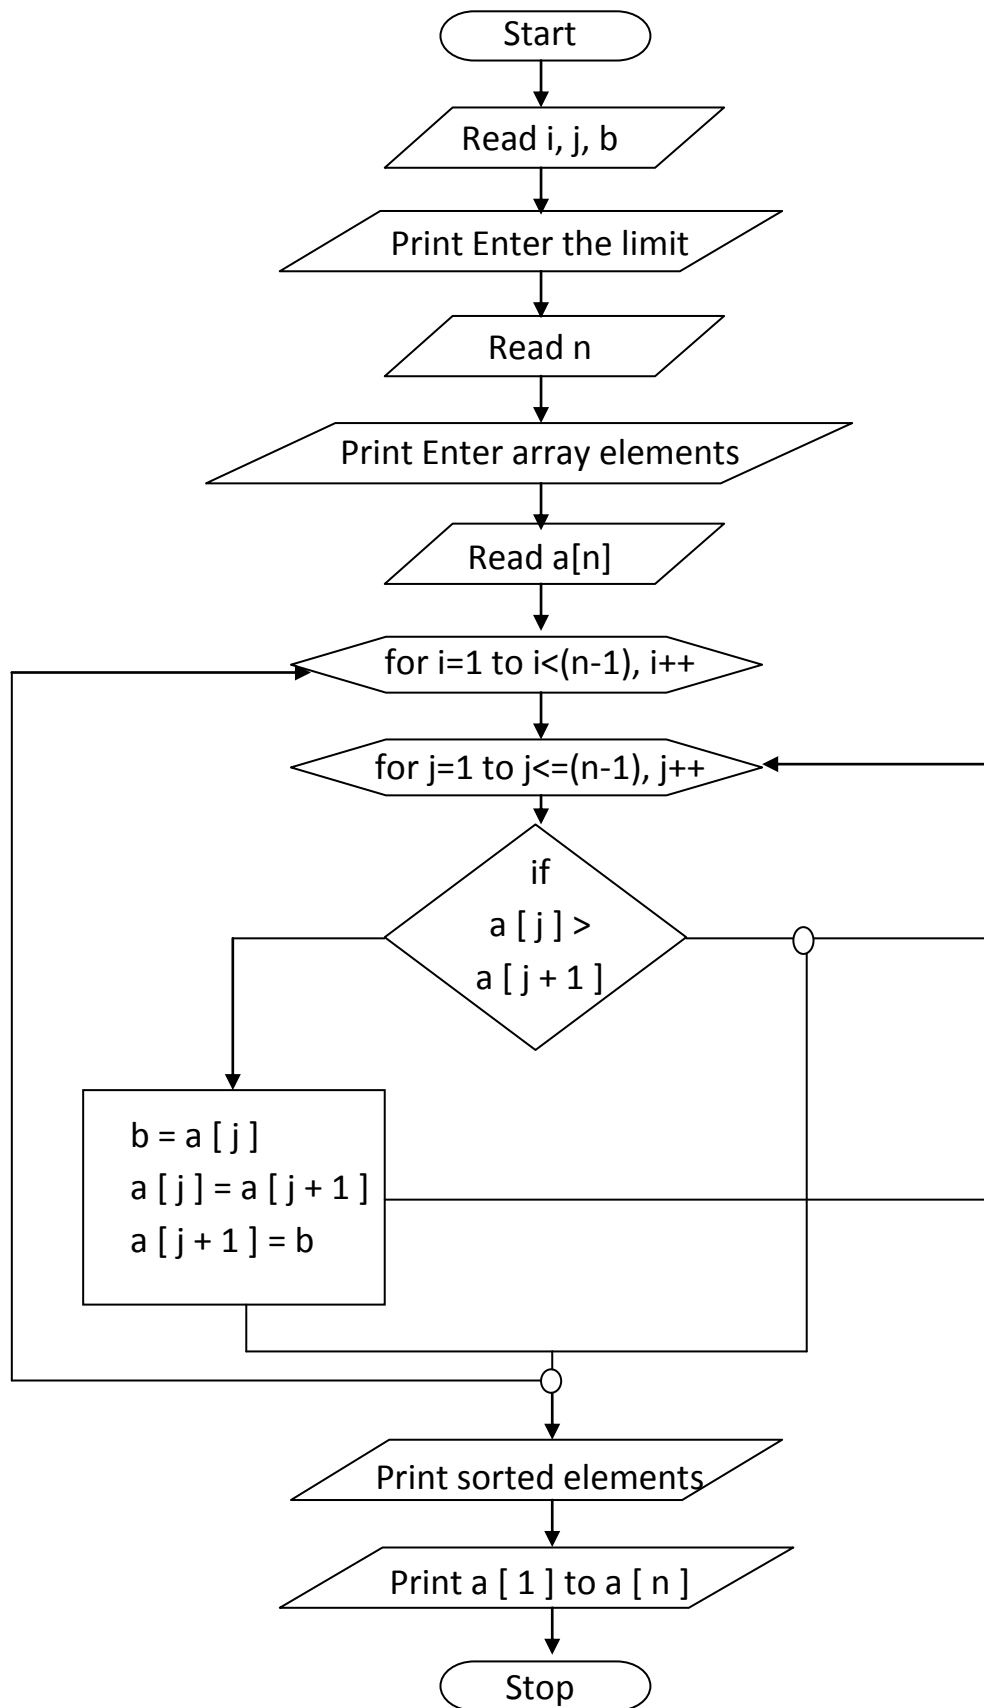 Start
Read i, j, b
Print Enter the limit
Read n
Print Enter array elements
Read a[n]
for i=1 to i<(n-1), i++
for j=1 to j<=(n-1), j++
if
a [ j ] >
a [ j + 1 ]
b = a [ j ]
a [ j ] = a [ j + 1 ]
a [ j + 1 ] = b
Print sorted elements
Print a [ 1 ] to a [ n ]
Stop